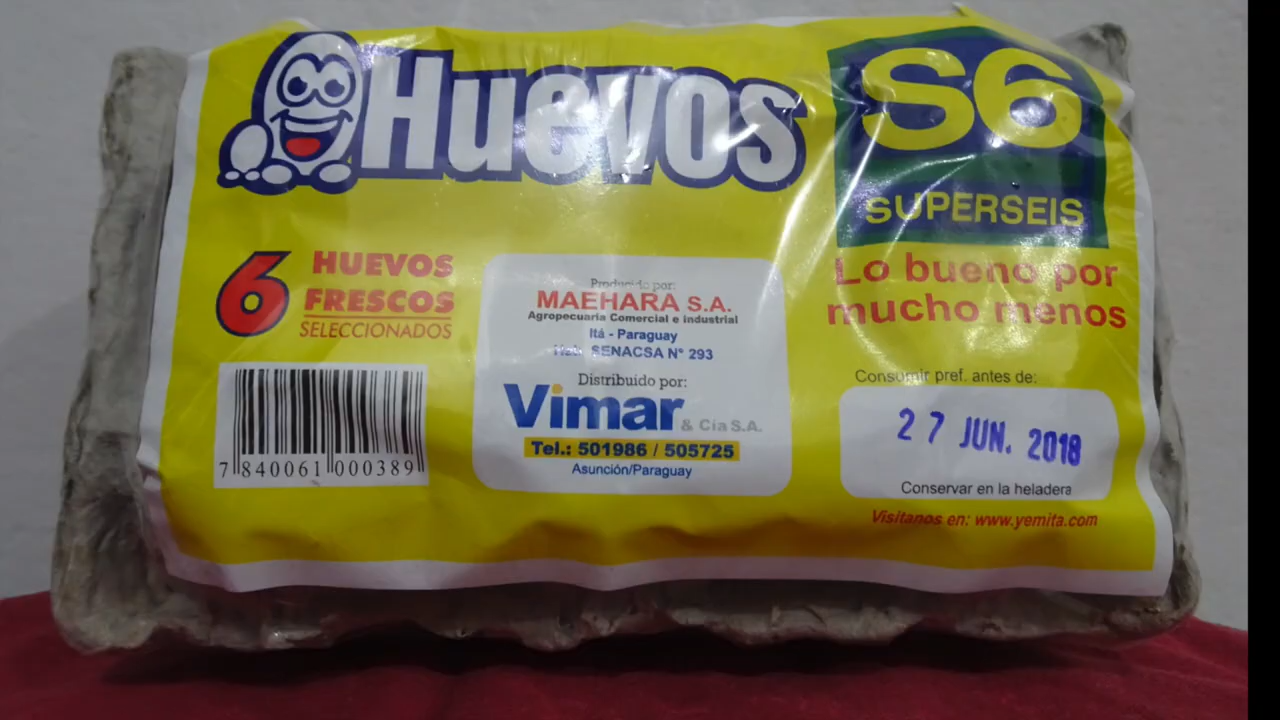 Huevos
S6
SUPERSEIS
Lo bueno por
mucho menos
6 HUEVOS
FRESCOS
SELECCIONADOS
7 840061 000389
Producido por:
MAEHARA S.A.
Agropecuaria Comercial e Industrial
Itá - Paraguay
Hab. SENACSA N° 293
Distribuido por:
Vimar & Cía S.A.
Tel.: 501986 / 505725
Asunción/Paraguay
Consumir pref. antes de:
27 JUN. 2018
Conservar en la heladera
Visitanos en: www.yemita.com